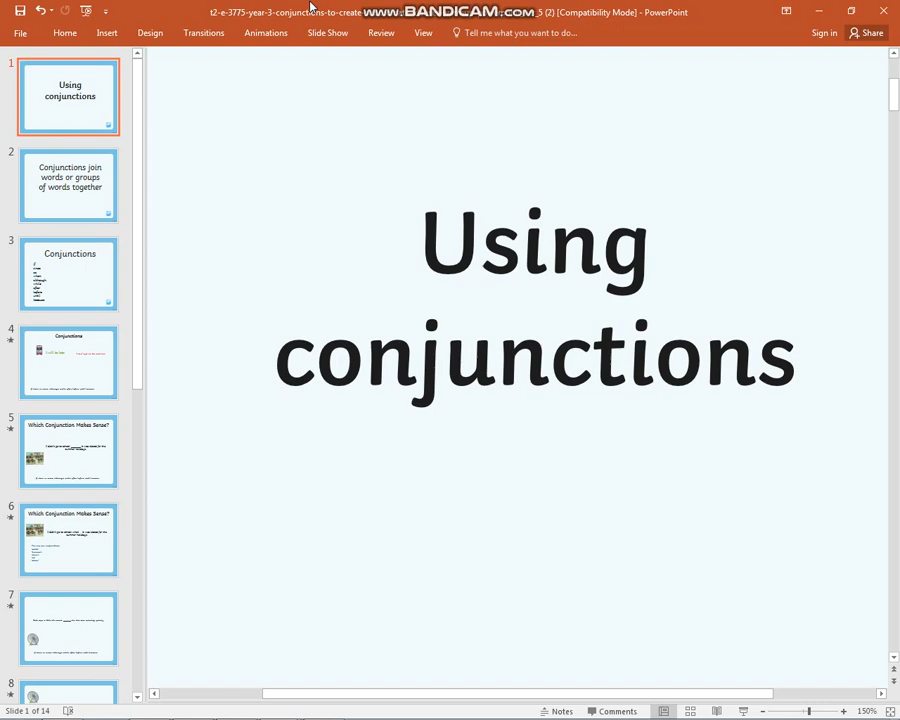 t2-e-3775-year-3-conjunctions-to-create
www.BANDICAM.com
_5 (2) [Compatibility Mode] - PowerPoint
File Home Insert Design Transitions Animations Slide Show Review View Tell me what you want to do... Sign in Share
1
Using
conjunctions
2
Conjunctions join
words or groups
of words together
3
Conjunctions
4
Conjunctions
5
Which Conjunction Makes Sense?
6
Which Conjunction Makes Sense?
7
8
Using
conjunctions
Slide 1 of 14 Notes Comments 150%